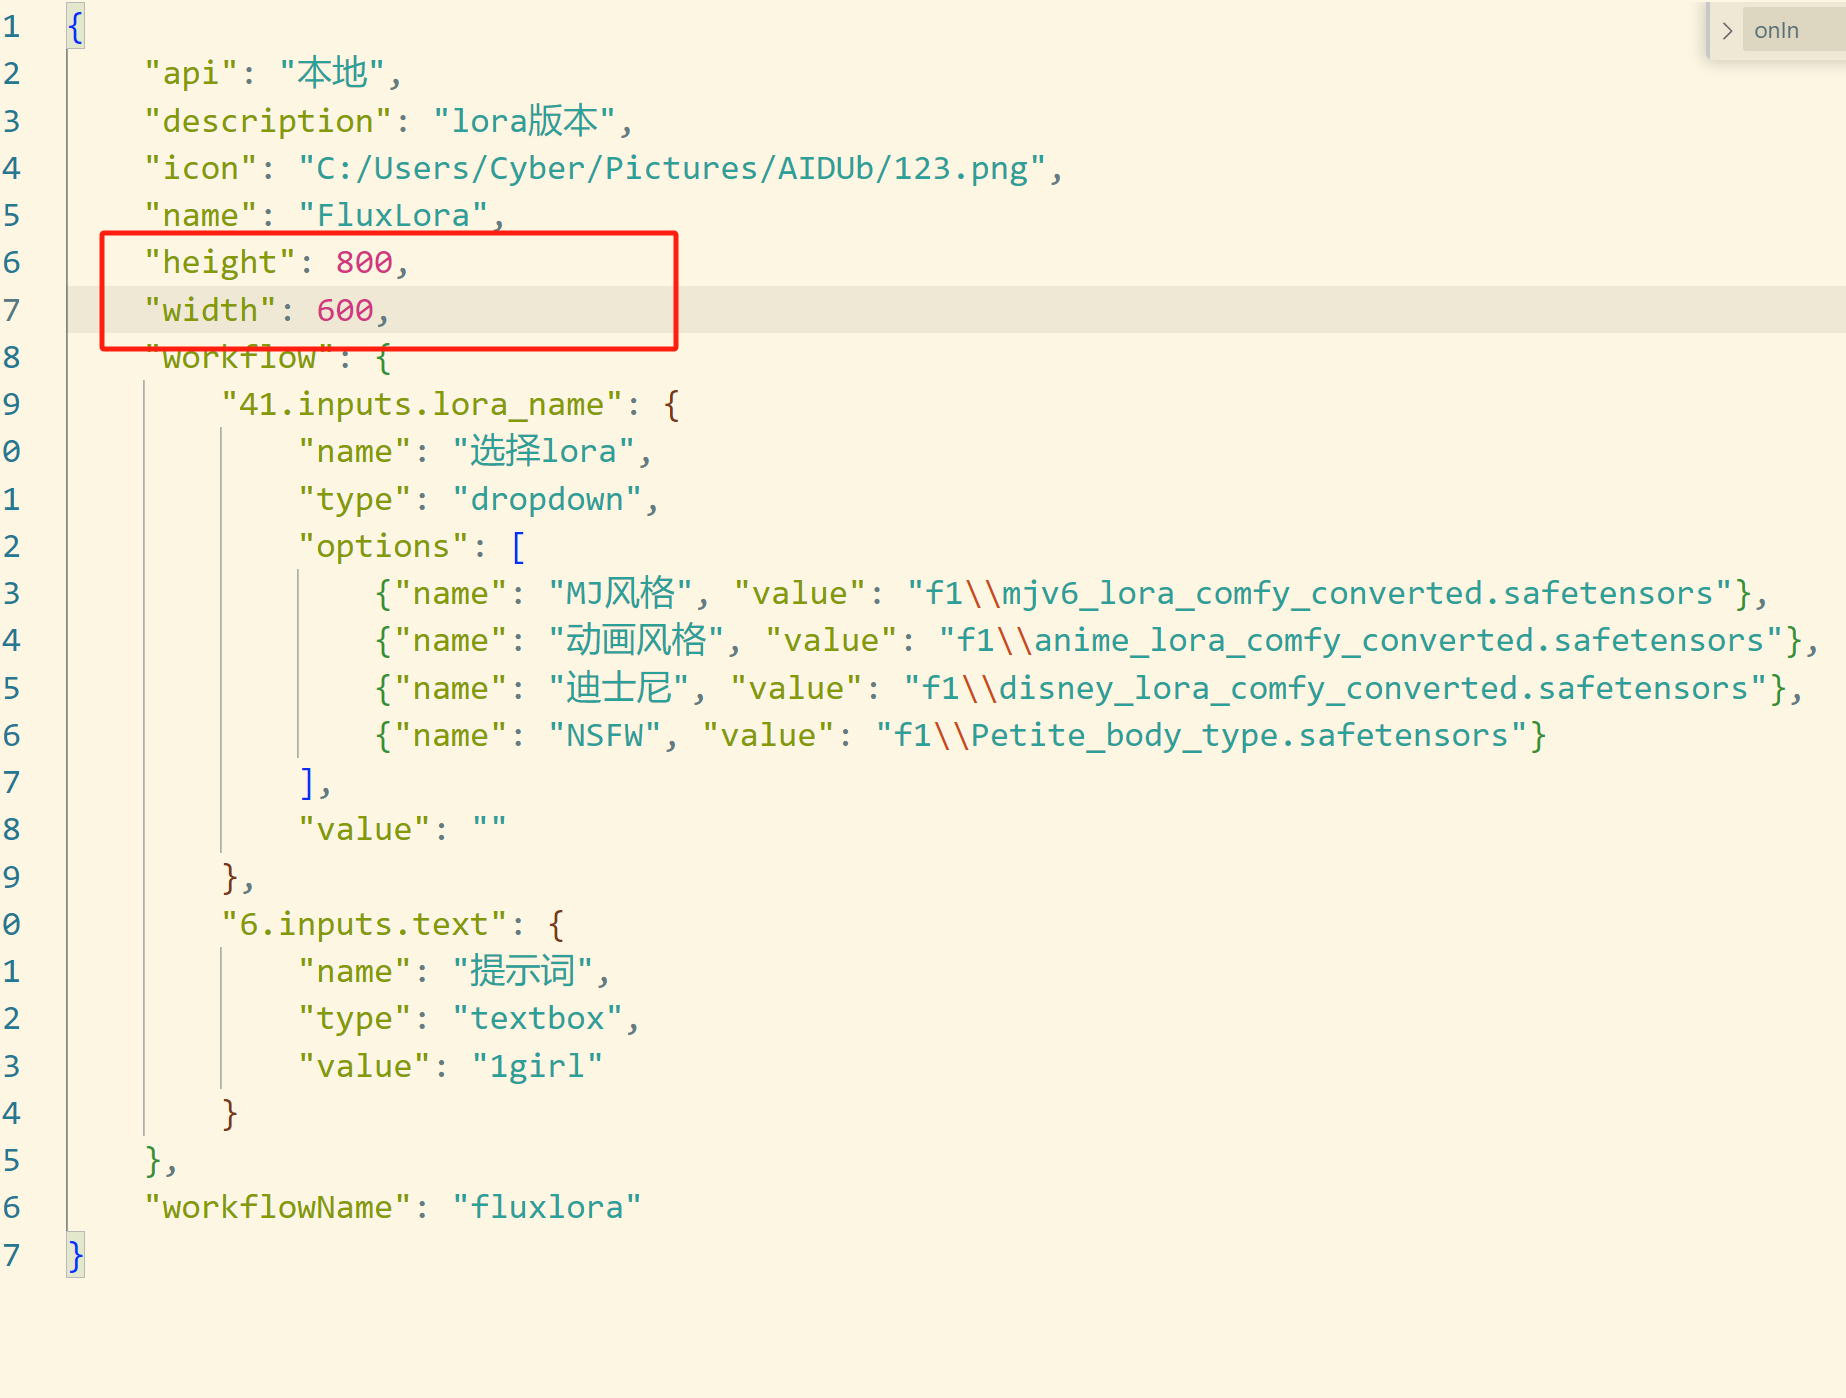 onln
1 {
2 "api": "本地",
3 "description": "lora版本",
4 "icon": "C:/Users/Cyber/Pictures/AIDUb/123.png",
5 "name": "FluxLora",
6 "height": 800,
7 "width": 600,
8 "workflow": {
9 "41.inputs.lora_name": {
0 "name": "选择lora",
1 "type": "dropdown",
2 "options": [
3 {"name": "MJ风格", "value": "f1\\mjv6_lora_comfy_converted.safetensors"},
4 {"name": "动画风格", "value": "f1\\anime_lora_comfy_converted.safetensors"},
5 {"name": "迪士尼", "value": "f1\\disney_lora_comfy_converted.safetensors"},
6 {"name": "NSFW", "value": "f1\\Petite_body_type.safetensors"}
7 ],
8 "value": ""
9 },
0 "6.inputs.text": {
1 "name": "提示词",
2 "type": "textbox",
3 "value": "1girl"
4 }
5 },
6 "workflowName": "fluxlora"
7 }